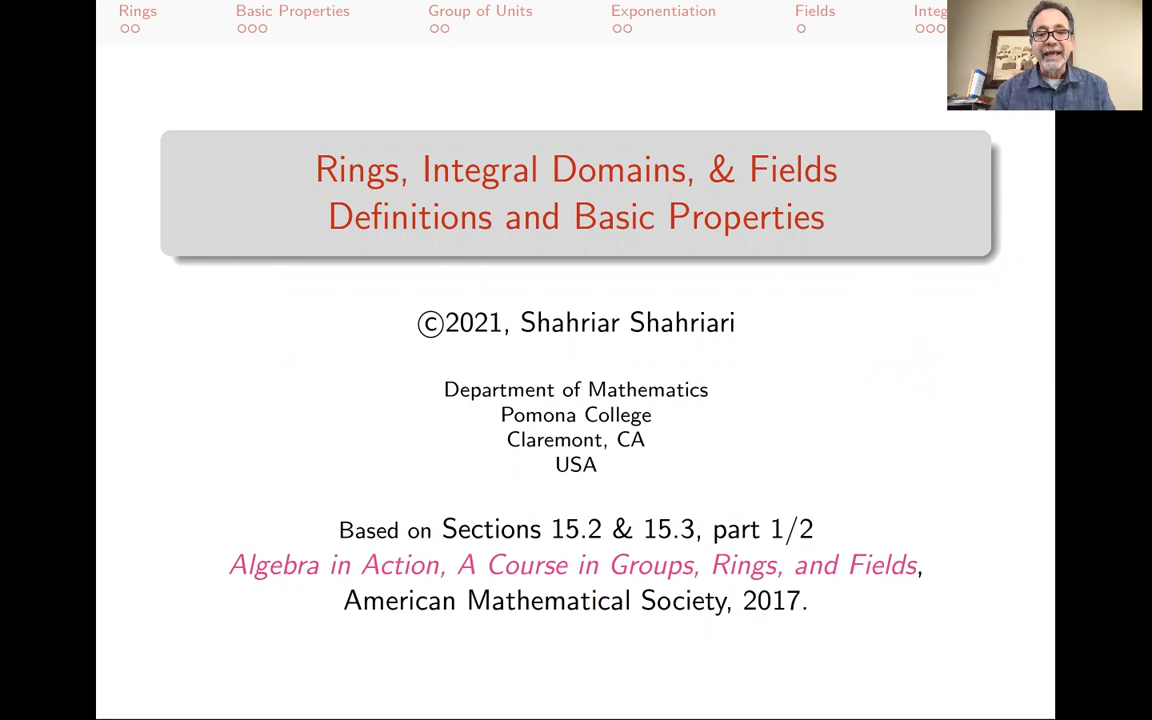 Rings Basic Properties Group of Units Exponentiation Fields Integ
Rings, Integral Domains, & Fields
Definitions and Basic Properties
©2021, Shahriar Shahriari
Department of Mathematics
Pomona College
Claremont, CA
USA
Based on Sections 15.2 & 15.3, part 1/2
Algebra in Action, A Course in Groups, Rings, and Fields,
American Mathematical Society, 2017.